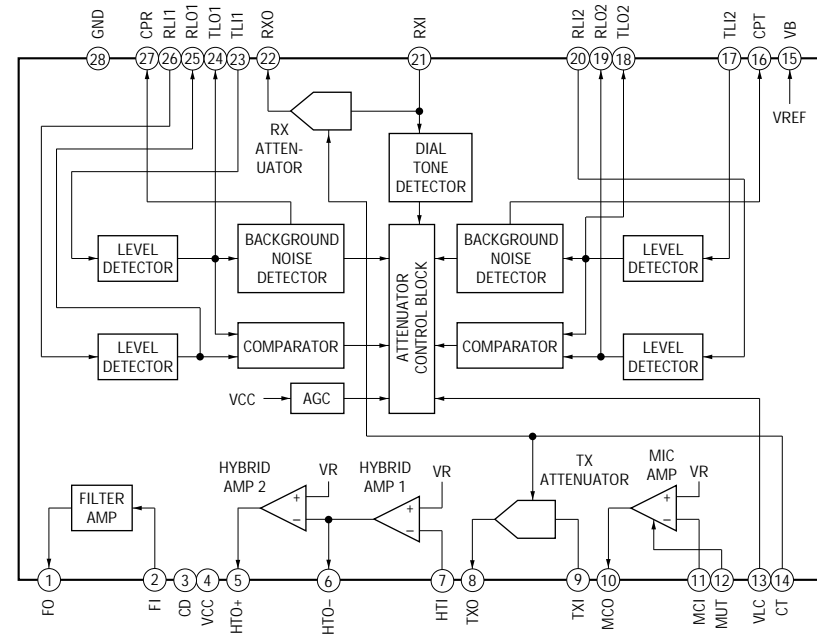 GND
CPR
RLI1
RLO1
TLO1
TLI1
RXO
RXI
RLI2
RLO2
TLO2
TLI2
CPT
VB
28
27
26
25
24
23
22
21
20
19
18
17
16
15
VREF
RX
ATTEN-
UATOR
DIAL
TONE
DETECTOR
LEVEL
DETECTOR
BACKGROUND
NOISE
DETECTOR
ATTENUATOR
CONTROL BLOCK
BACKGROUND
NOISE
DETECTOR
LEVEL
DETECTOR
LEVEL
DETECTOR
COMPARATOR
COMPARATOR
LEVEL
DETECTOR
VCC
AGC
FILTER
AMP
HYBRID
AMP 2
VR
+
−
HYBRID
AMP 1
VR
+
−
TX
ATTENUATOR
MIC
AMP
VR
+
−
1
2
3
4
5
6
7
8
9
10
11
12
13
14
FO
FI
CD
VCC
HTO+
HTO−
HTI
TXO
TXI
MCO
MCI
MUT
VLC
CT